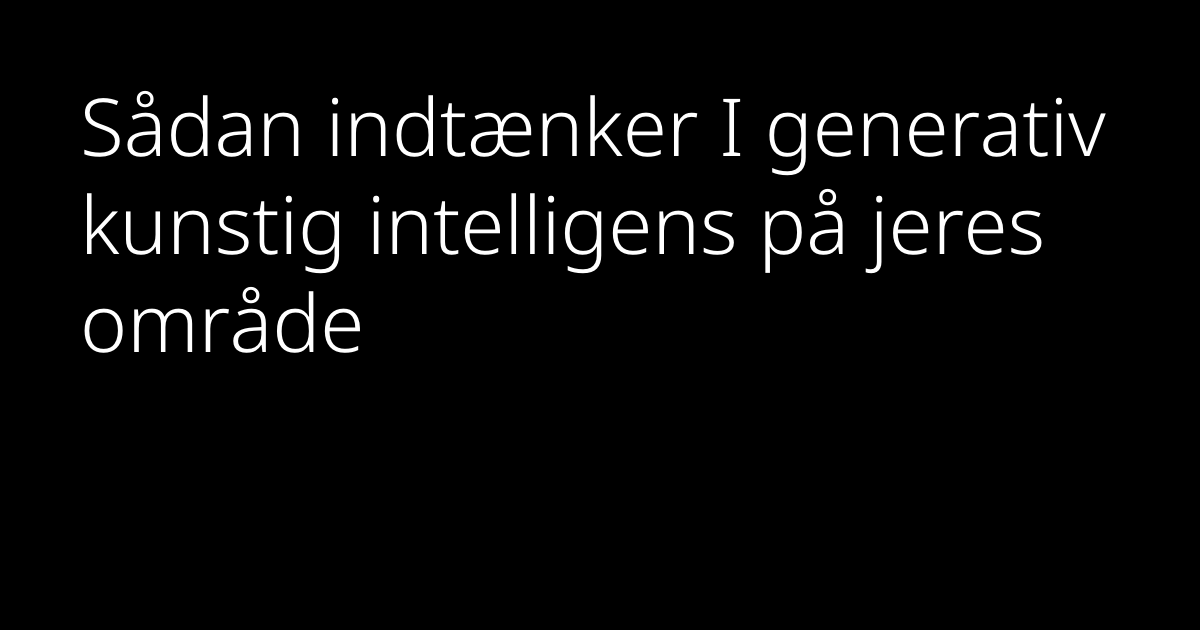 Sådan indtænker I generativ
kunstig intelligens på jeres
område